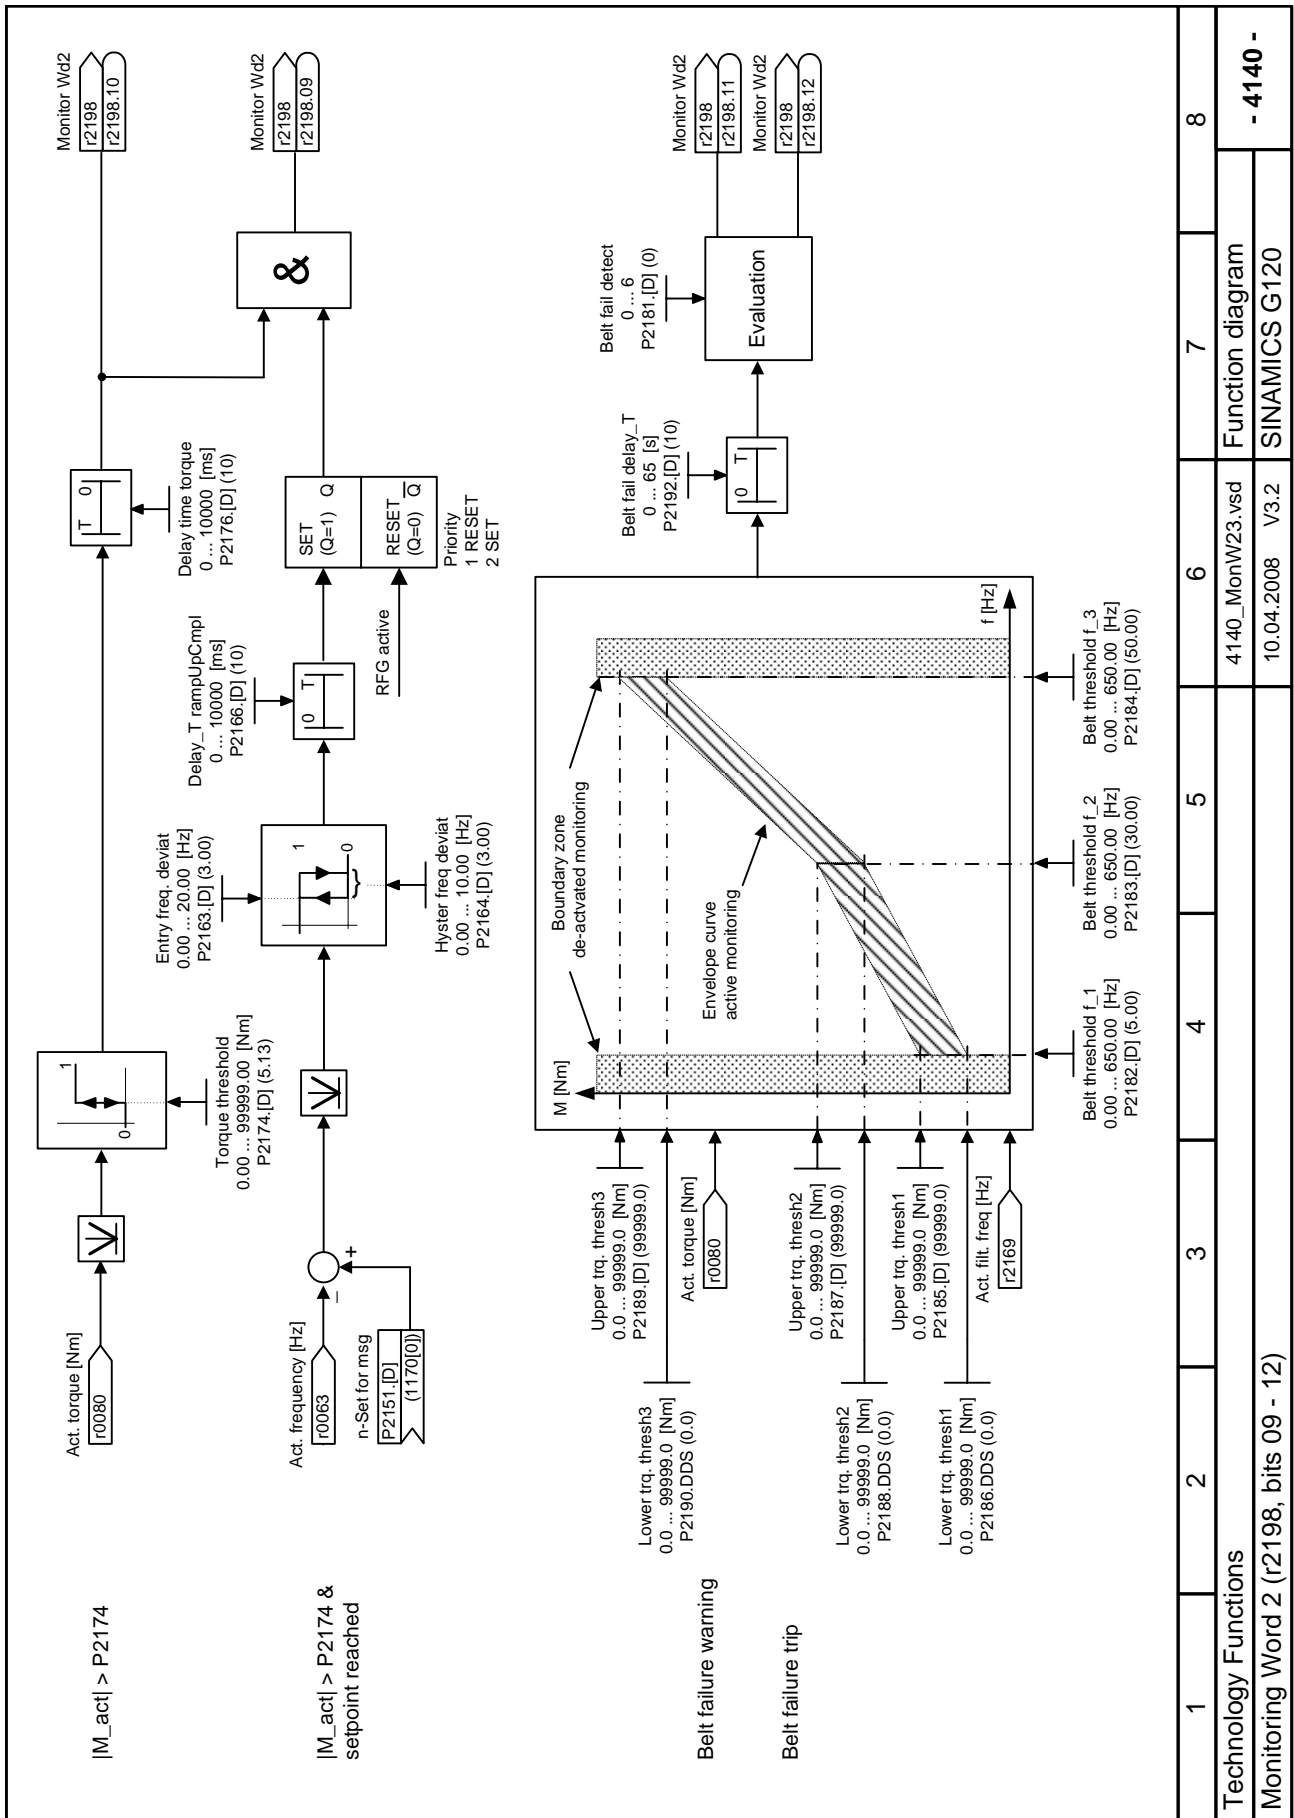 |M_act| > P2174
Act. torque [Nm]
r0080
1
0
Torque threshold
0.00 ... 99999.00 [Nm]
P2174.[D] (5.13)
T 0
Delay time torque
0 ... 10000 [ms]
P2176.[D] (10)
Monitor Wd2
r2198
r2198.10
|M_act| > P2174 &
setpoint reached
Act. frequency [Hz]
r0063
–
+
n-Set for msg
P2151.[D]
(1170[0])
Entry freq. deviat
0.00 ... 20.00 [Hz]
P2163.[D] (3.00)
1
0
}
Hyster freq deviat
0.00 ... 10.00 [Hz]
P2164.[D] (3.00)
Delay_T rampUpCmpl
0 ... 10000 [ms]
P2166.[D] (10)
0 T
RFG active
SET Q
(Q=1)
RESET Q
(Q=0)
Priority
1 RESET
2 SET
&
Monitor Wd2
r2198
r2198.09
Belt failure warning
Belt failure trip
Upper trq. thresh3
0.0 ... 99999.0 [Nm]
P2189.[D] (99999.0)
Lower trq. thresh3
0.0 ... 99999.0 [Nm]
P2190.DDS (0.0)
Act. torque [Nm]
r0080
Upper trq. thresh2
0.0 ... 99999.0 [Nm]
P2187.[D] (99999.0)
Lower trq. thresh2
0.0 ... 99999.0 [Nm]
P2188.DDS (0.0)
Upper trq. thresh1
0.0 ... 99999.0 [Nm]
P2185.[D] (99999.0)
Lower trq. thresh1
0.0 ... 99999.0 [Nm]
P2186.DDS (0.0)
Act. filt. freq [Hz]
r2169
M [Nm]
Boundary zone
de-actvated monitoring
Envelope curve
active monitoring
f [Hz]
Belt threshold f_1
0.00 ... 650.00 [Hz]
P2182.[D] (5.00)
Belt threshold f_2
0.00 ... 650.00 [Hz]
P2183.[D] (30.00)
Belt threshold f_3
0.00 ... 650.00 [Hz]
P2184.[D] (50.00)
Belt fail delay_T
0 ... 65 [s]
P2192.[D] (10)
0 T
Belt fail detect
0 ... 6
P2181.[D] (0)
Evaluation
Monitor Wd2
r2198
r2198.11
Monitor Wd2
r2198
r2198.12
1 2 3 4 5 6 7 8
Technology Functions 4140_MonW23.vsd Function diagram
Monitoring Word 2 (r2198, bits 09 - 12) 10.04.2008 V3.2 SINAMICS G120
- 4140 -